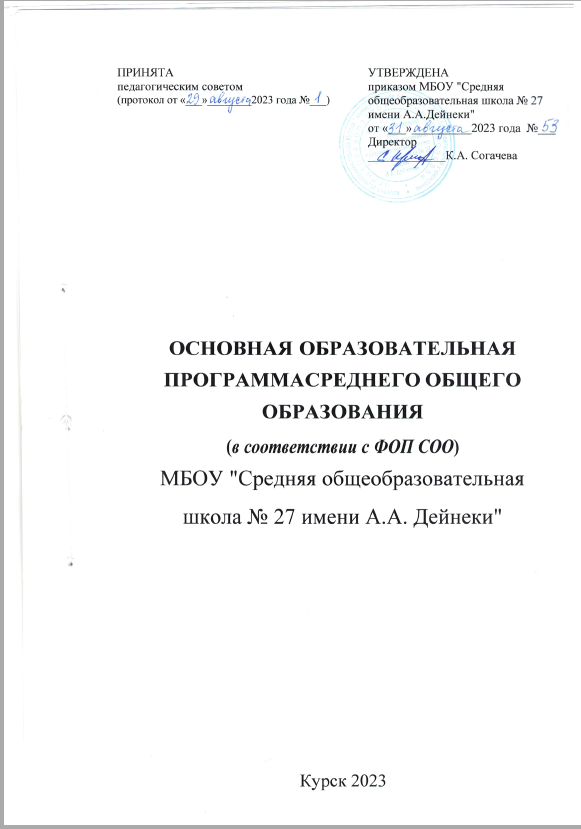 ПРИНЯТА
педагогическим советом
(протокол от «29» августа 2023 года № 1)
УТВЕРЖДЕНА
приказом МБОУ "Средняя
общеобразовательная школа № 27
имени А.А.Дейнеки"
от «31» августа 2023 года № 53
Директор
К.А. Согачева
ОСНОВНАЯ ОБРАЗОВАТЕЛЬНАЯ
ПРОГРАММАСРЕДНЕГО ОБЩЕГО
ОБРАЗОВАНИЯ
(в соответствии с ФОП СОО)
МБОУ "Средняя общеобразовательная
школа № 27 имени А.А. Дейнеки"
Курск 2023